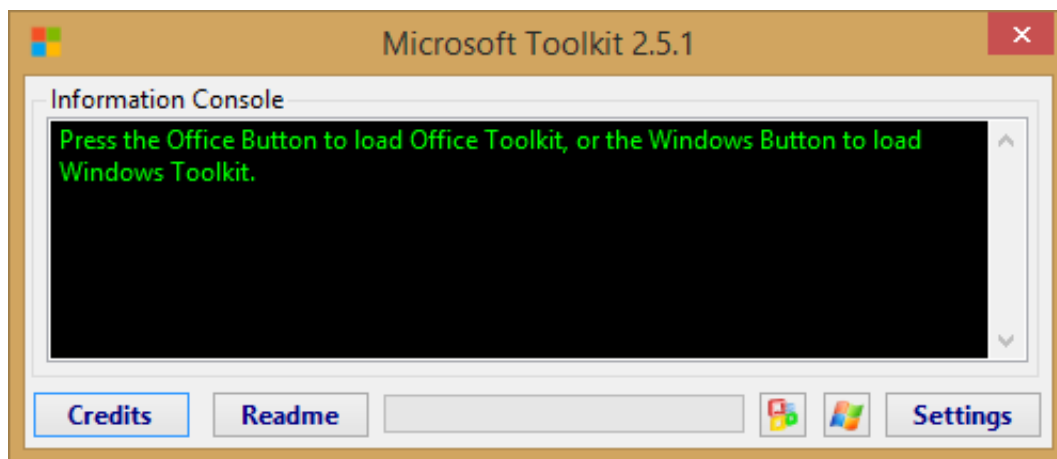 Microsoft Toolkit 2.5.1
Information Console
Press the Office Button to load Office Toolkit, or the Windows Button to load
Windows Toolkit.
Credits
Readme
Settings